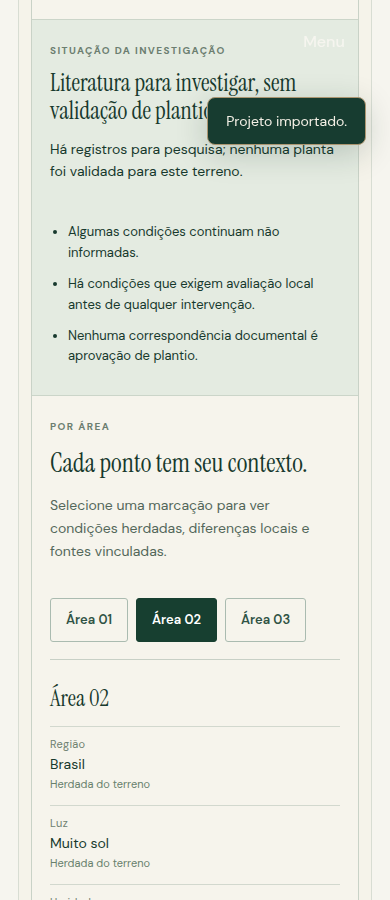 Menu
SITUAÇÃO DA INVESTIGAÇÃO
Literatura para investigar, sem
validação de plantio
Projeto importado.
Há registros para pesquisa; nenhuma planta
foi validada para este terreno.
• Algumas condições continuam não
informadas.
• Há condições que exigem avaliação local
antes de qualquer intervenção.
• Nenhuma correspondência documental é
aprovação de plantio.
POR ÁREA
Cada ponto tem seu contexto.
Selecione uma marcação para ver
condições herdadas, diferenças locais e
fontes vinculadas.
Área 01 Área 02 Área 03
Área 02
Região
Brasil
Herdada do terreno
Luz
Muito sol
Herdada do terreno